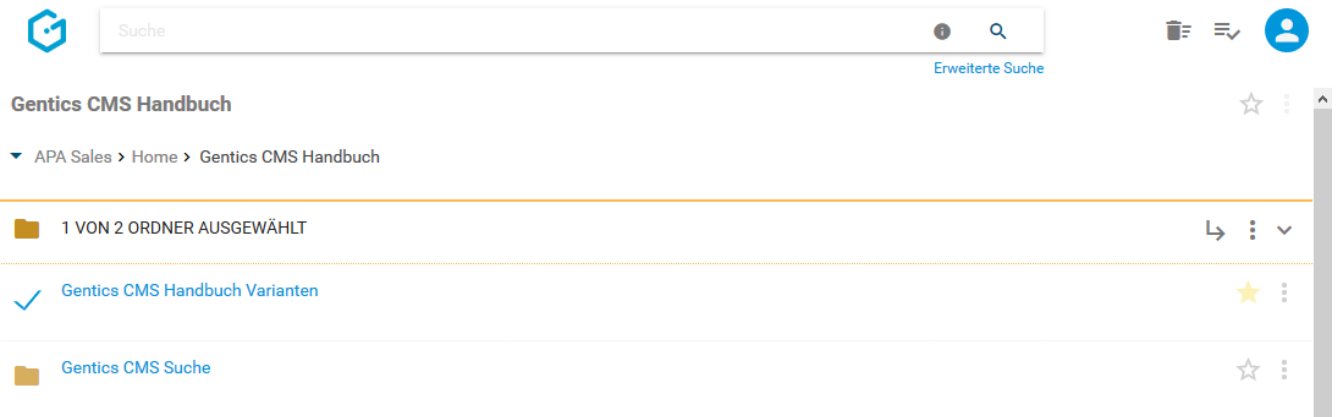 Suche
Erweiterte Suche
Gentics CMS Handbuch
APA Sales > Home > Gentics CMS Handbuch
1 VON 2 ORDNER AUSGEWÄHLT
Gentics CMS Handbuch Varianten
Gentics CMS Suche